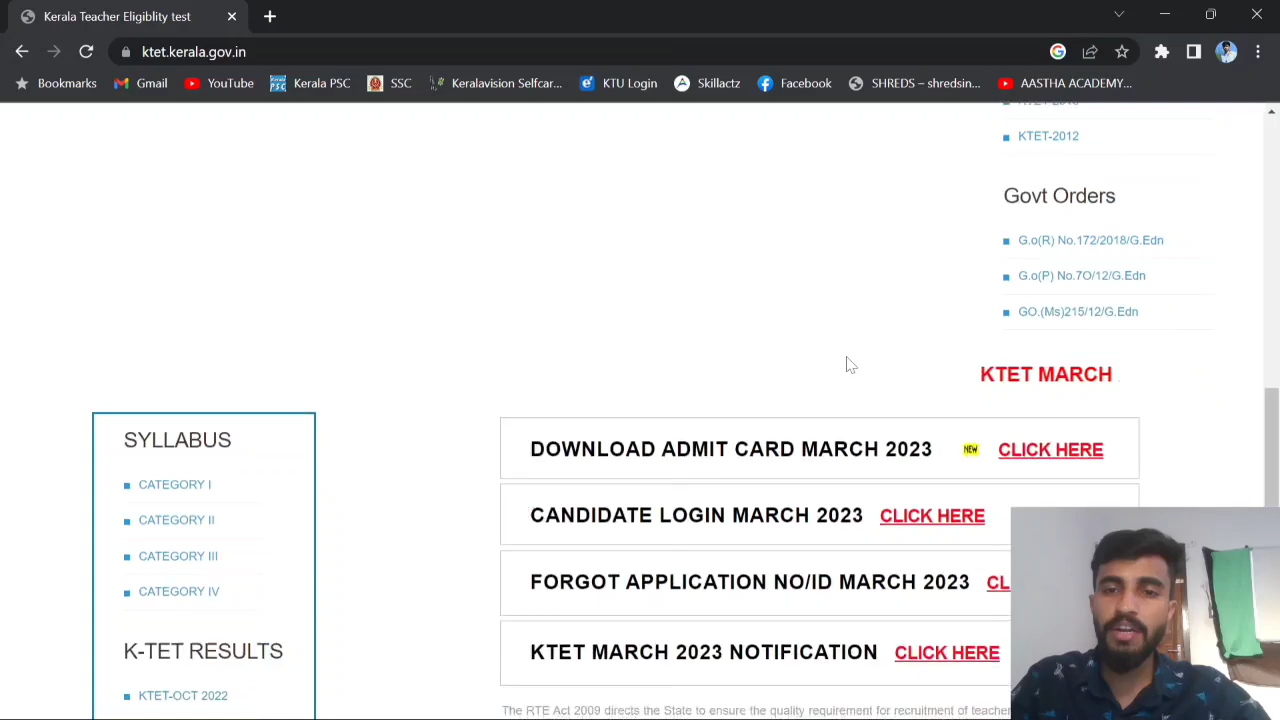 Kerala Teacher Eligiblity test
ktet.kerala.gov.in
Bookmarks Gmail YouTube Kerala PSC SSC Keralavision Selfcar... KTU Login Skillactz Facebook SHREDS – shredsin... AASTHA ACADEMY...
KTET-2012
Govt Orders
G.o(R) No.172/2018/G.Edn
G.o(P) No.7O/12/G.Edn
GO.(Ms)215/12/G.Edn
KTET MARCH
SYLLABUS
CATEGORY I
CATEGORY II
CATEGORY III
CATEGORY IV
K-TET RESULTS
KTET-OCT 2022
DOWNLOAD ADMIT CARD MARCH 2023 NEW CLICK HERE
CANDIDATE LOGIN MARCH 2023 CLICK HERE
FORGOT APPLICATION NO/ID MARCH 2023 CL
KTET MARCH 2023 NOTIFICATION CLICK HERE
The RTE Act 2009 directs the State to ensure the quality requirement for recruitment of teacher